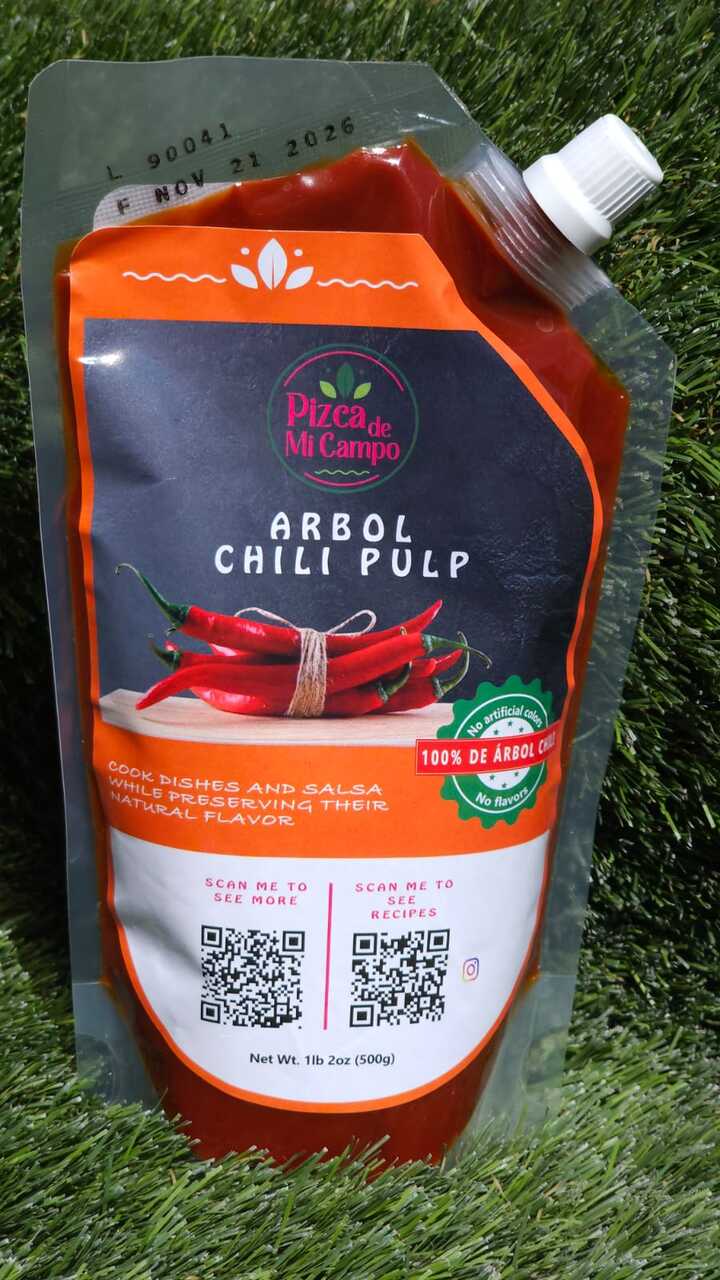 L 90041
F NOV 21 2026
Pizca de
Mi Campo
ARBOL
CHILI PULP
No artificial colors
100% DE ÁRBOL CHILE
No flavors
COOK DISHES AND SALSA
WHILE PRESERVING THEIR
NATURAL FLAVOR
SCAN ME TO
SEE MORE
SCAN ME TO
SEE
RECIPES
Net Wt. 1lb 2oz (500g)